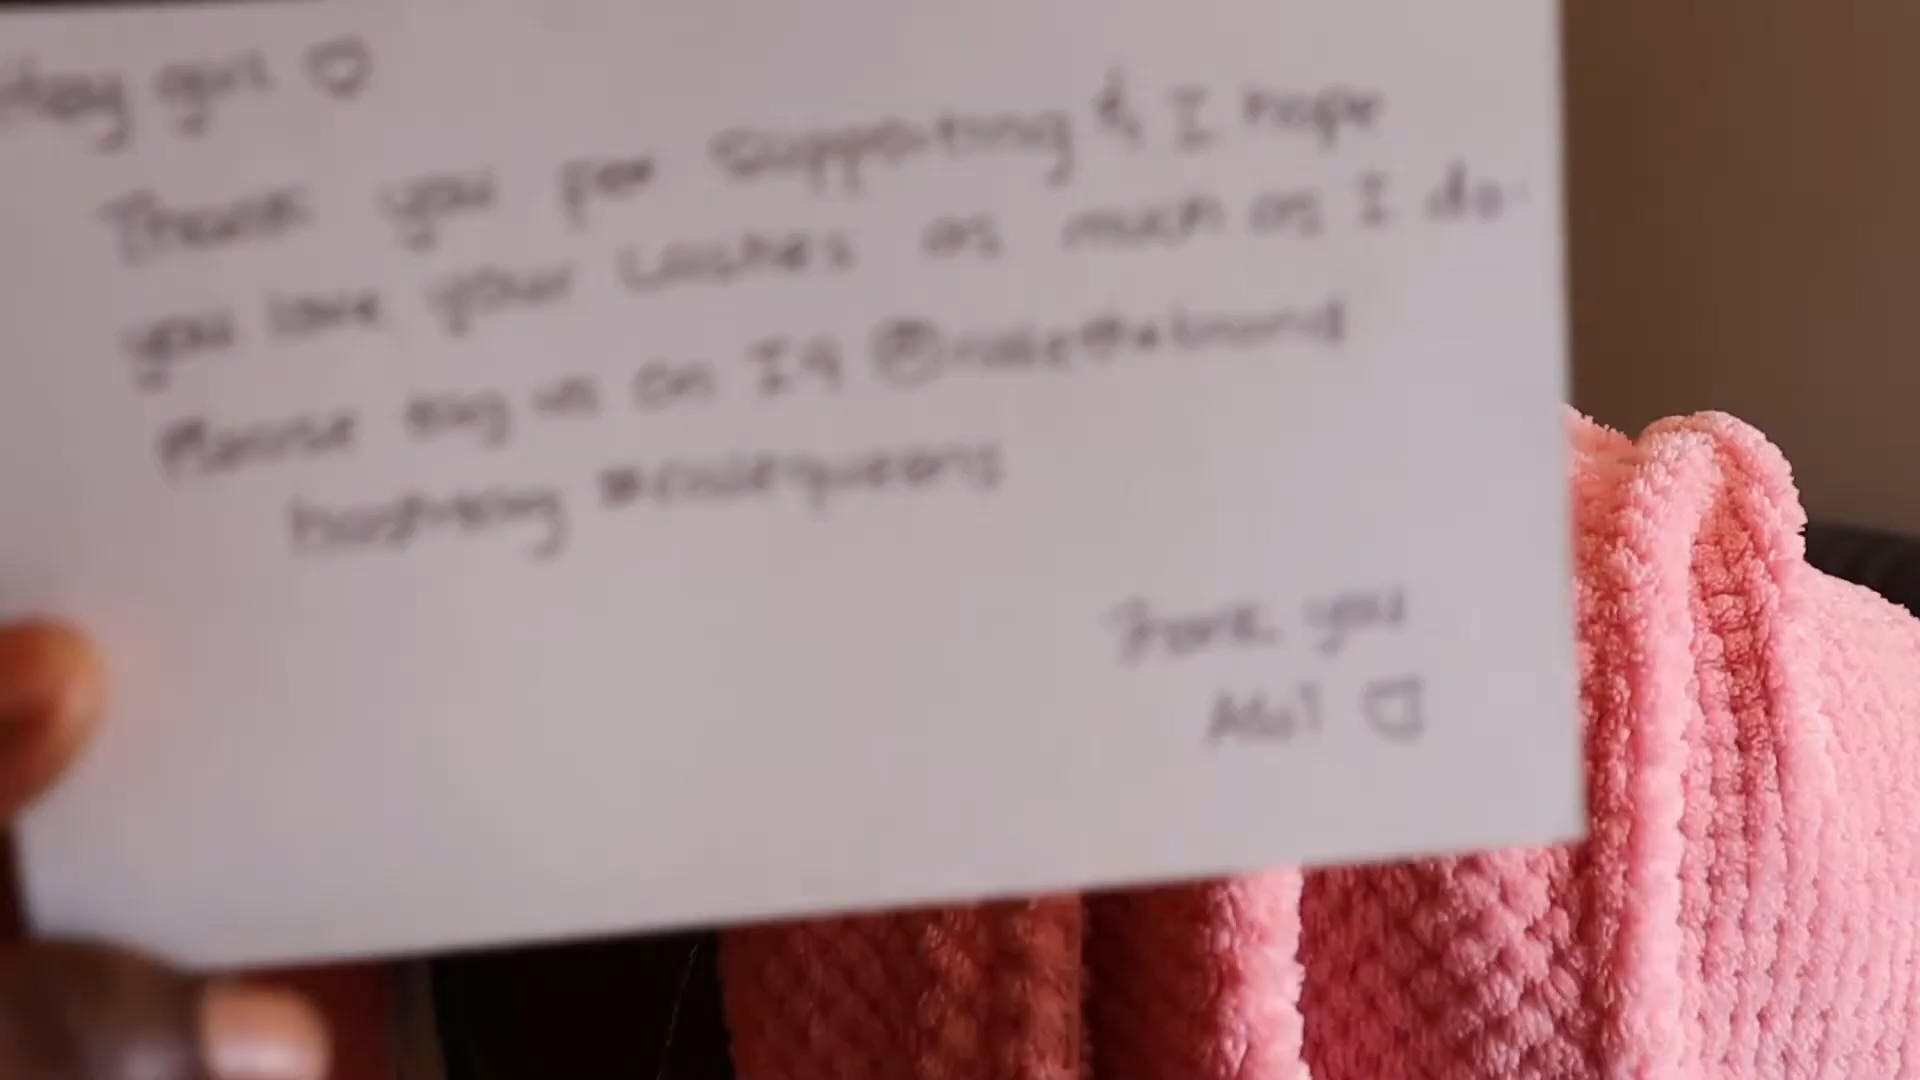 Hey girl ♡
Thank you for supporting & I hope
you love your Lashes as much as I do.
Please tag us on IG
hashtag
Thank you
♡